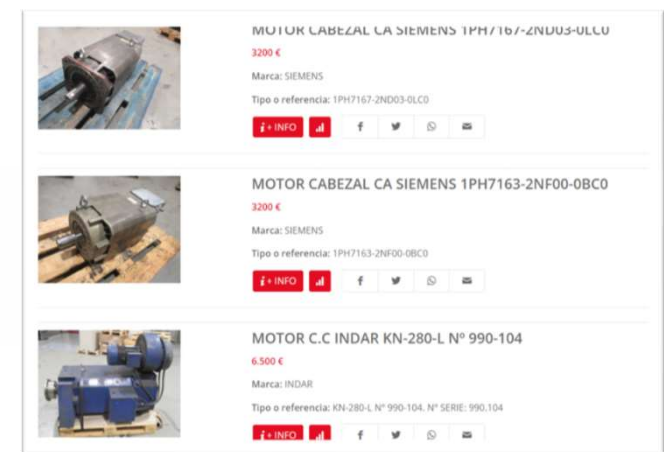 MOTOR CABEZAL CA SIEMENS 1PH7167-2ND03-0LC0
3200 €
Marca: SIEMENS
Tipo o referencia: 1PH7167-2ND03-0LC0
i + INFO
MOTOR CABEZAL CA SIEMENS 1PH7163-2NF00-0BC0
3200 €
Marca: SIEMENS
Tipo o referencia: 1PH7163-2NF00-0BC0
i + INFO
MOTOR C.C INDAR KN-280-L Nº 990-104
6.500 €
Marca: INDAR
Tipo o referencia: KN-280-L Nº 990-104. Nº SERIE: 990.104
i + INFO